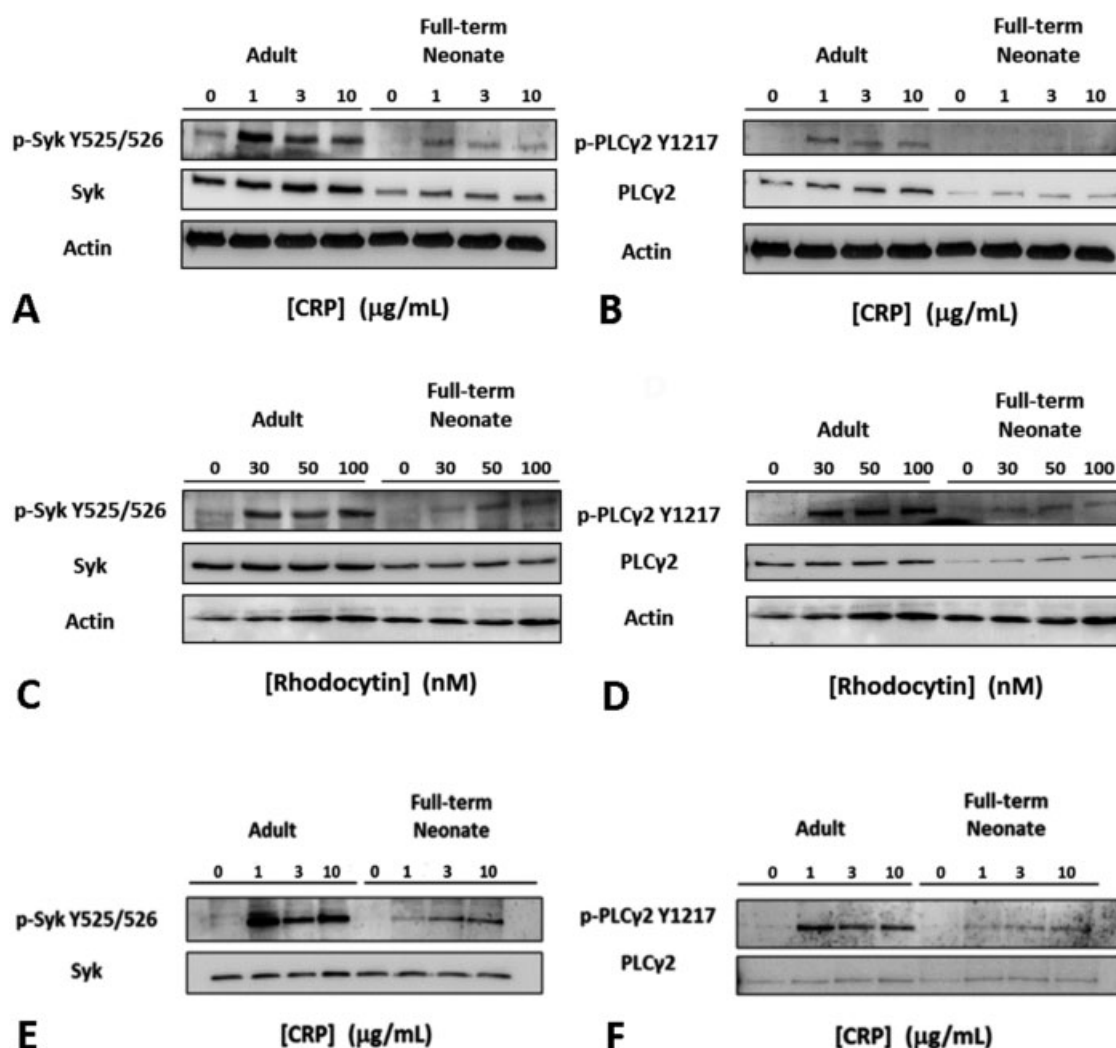 Adult
Full-term
Neonate
0 1 3 10 0 1 3 10
p-Syk Y525/526
Syk
Actin
A
[CRP] (μg/mL)
Adult
Full-term
Neonate
0 1 3 10 0 1 3 10
p-PLCγ2 Y1217
PLCγ2
Actin
B
[CRP] (μg/mL)
Adult
Full-term
Neonate
0 30 50 100 0 30 50 100
p-Syk Y525/526
Syk
Actin
C
[Rhodocytin] (nM)
Adult
Full-term
Neonate
0 30 50 100 0 30 50 100
p-PLCγ2 Y1217
PLCγ2
Actin
D
[Rhodocytin] (nM)
Adult
Full-term
Neonate
0 1 3 10 0 1 3 10
p-Syk Y525/526
Syk
E
[CRP] (μg/mL)
Adult
Full-term
Neonate
0 1 3 10 0 1 3 10
p-PLCγ2 Y1217
PLCγ2
F
[CRP] (μg/mL)